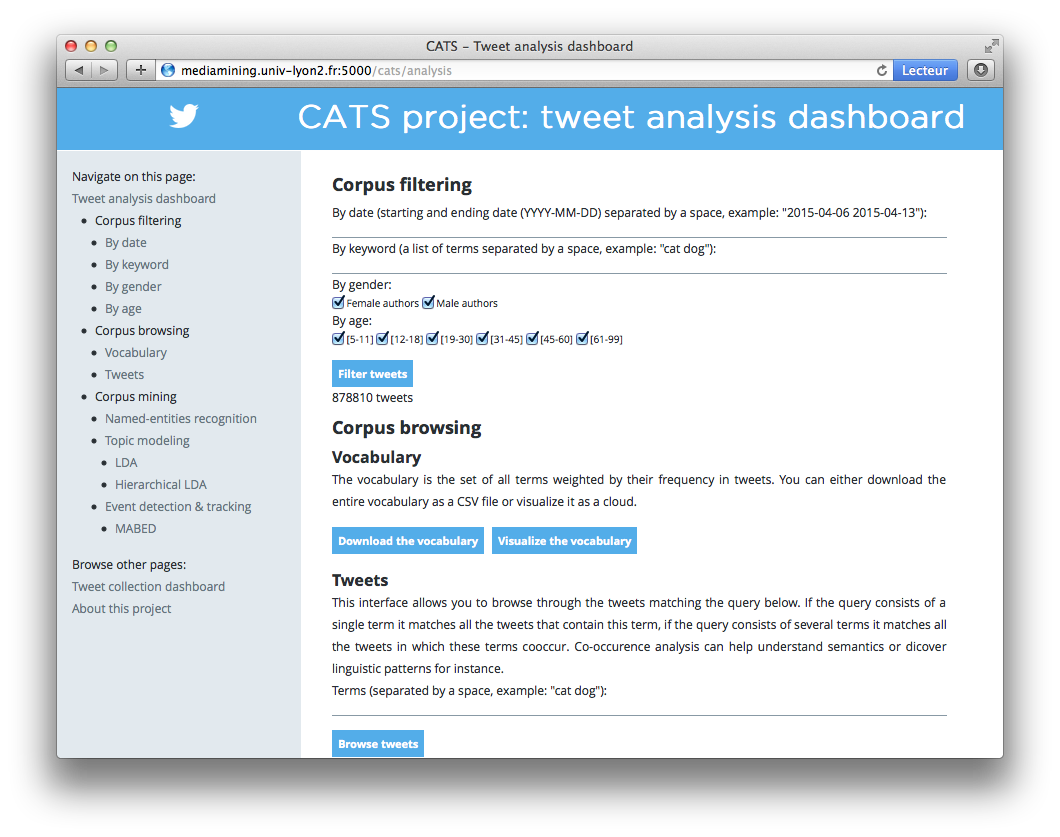 CATS – Tweet analysis dashboard
mediamining.univ-lyon2.fr:5000/cats/analysis
Lecteur
CATS project: tweet analysis dashboard
Navigate on this page:
Tweet analysis dashboard
Corpus filtering
By date
By keyword
By gender
By age
Corpus browsing
Vocabulary
Tweets
Corpus mining
Named-entities recognition
Topic modeling
LDA
Hierarchical LDA
Event detection & tracking
MABED
Browse other pages:
Tweet collection dashboard
About this project
Corpus filtering
By date (starting and ending date (YYYY-MM-DD) separated by a space, example: "2015-04-06 2015-04-13"):
By keyword (a list of terms separated by a space, example: "cat dog"):
By gender:
Female authors Male authors
By age:
[5-11] [12-18] [19-30] [31-45] [45-60] [61-99]
Filter tweets
878810 tweets
Corpus browsing
Vocabulary
The vocabulary is the set of all terms weighted by their frequency in tweets. You can either download the
entire vocabulary as a CSV file or visualize it as a cloud.
Download the vocabulary Visualize the vocabulary
Tweets
This interface allows you to browse through the tweets matching the query below. If the query consists of a
single term it matches all the tweets that contain this term, if the query consists of several terms it matches all
the tweets in which these terms cooccur. Co-occurence analysis can help understand semantics or dicover
linguistic patterns for instance.
Terms (separated by a space, example: "cat dog"):
Browse tweets